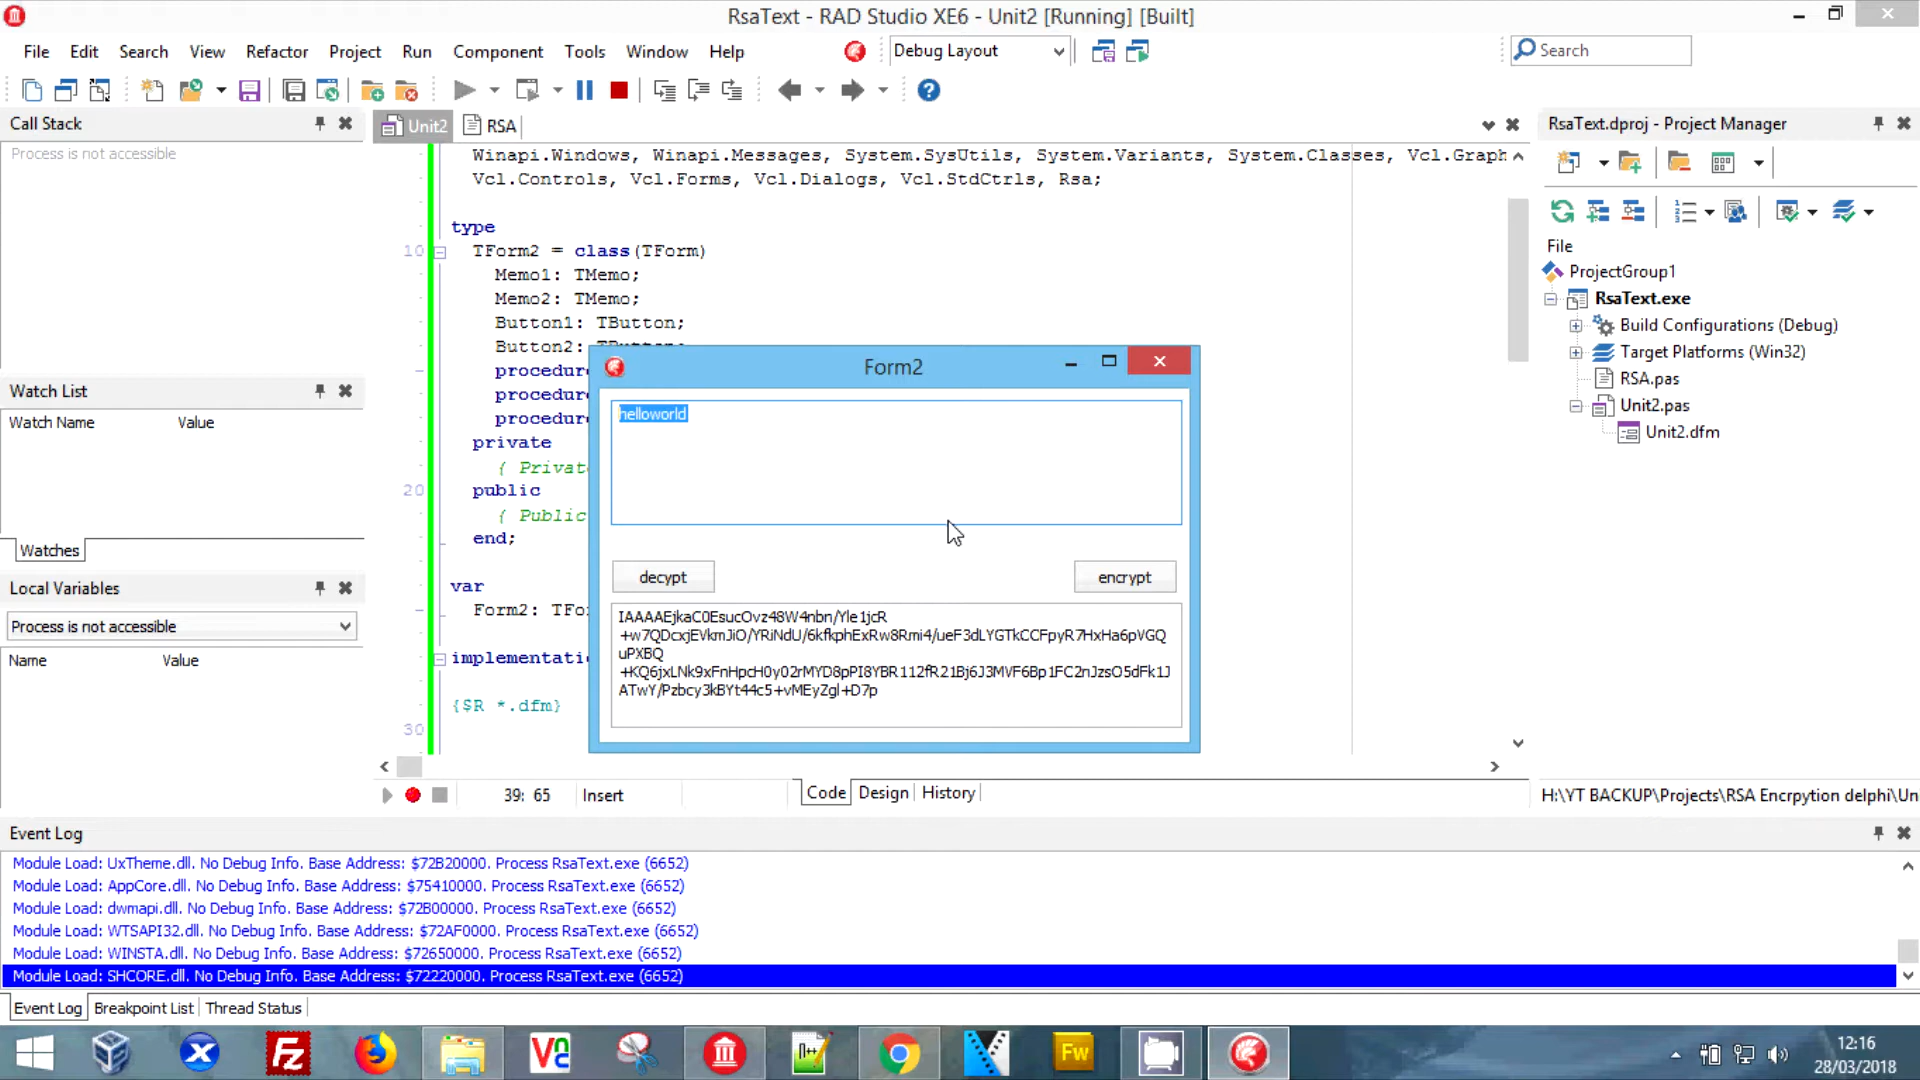 RsaText - RAD Studio XE6 - Unit2 [Running] [Built]
File Edit Search View Refactor Project Run Component Tools Window Help
Debug Layout
Search
Call Stack
Process is not accessible
Unit2
RSA
Winapi.Windows, Winapi.Messages, System.SysUtils, System.Variants, System.Classes, Vcl.Graph
Vcl.Controls, Vcl.Forms, Vcl.Dialogs, Vcl.StdCtrls, Rsa;
type
10
TForm2 = class(TForm)
Memo1: TMemo;
Memo2: TMemo;
Button1: TButton;
Button2: TButton;
procedure
procedure
procedure
private
{ Privat
20
public
{ Public
end;
var
Form2: TFo
implementati
{$R *.dfm}
30
Form2
helloworld
decypt
encrypt
IAAAAEjkaC0EsucOvz48W4nbn/Yle1jcR
+w7QDcxjEVkmJiO/YRiNdU/6kfkphExRw8Rmi4/ueF3dLYGTkCCFpyR7HxHa6pVGQ
uPXBQ
+KQ6jxLNk9xFnHpcH0y02rMYD8pPI8YBR112fR21Bj6J3MVF6Bp1FC2nJzsO5dFk1J
ATwY/Pzbcy3kBYt44c5+vMEyZgl+D7p
39: 65
Insert
Code Design History
Watch List
Watch Name Value
Watches
Local Variables
Process is not accessible
Name Value
RsaText.dproj - Project Manager
File
ProjectGroup1
RsaText.exe
Build Configurations (Debug)
Target Platforms (Win32)
RSA.pas
Unit2.pas
Unit2.dfm
H:\YT BACKUP\Projects\RSA Encrpytion delphi\Un
Event Log
Module Load: UxTheme.dll. No Debug Info. Base Address: $72B20000. Process RsaText.exe (6652)
Module Load: AppCore.dll. No Debug Info. Base Address: $75410000. Process RsaText.exe (6652)
Module Load: dwmapi.dll. No Debug Info. Base Address: $72B00000. Process RsaText.exe (6652)
Module Load: WTSAPI32.dll. No Debug Info. Base Address: $72AF0000. Process RsaText.exe (6652)
Module Load: WINSTA.dll. No Debug Info. Base Address: $72650000. Process RsaText.exe (6652)
Module Load: SHCORE.dll. No Debug Info. Base Address: $72220000. Process RsaText.exe (6652)
Event Log Breakpoint List Thread Status
Fz
VC
n++
Fw
12:16
28/03/2018